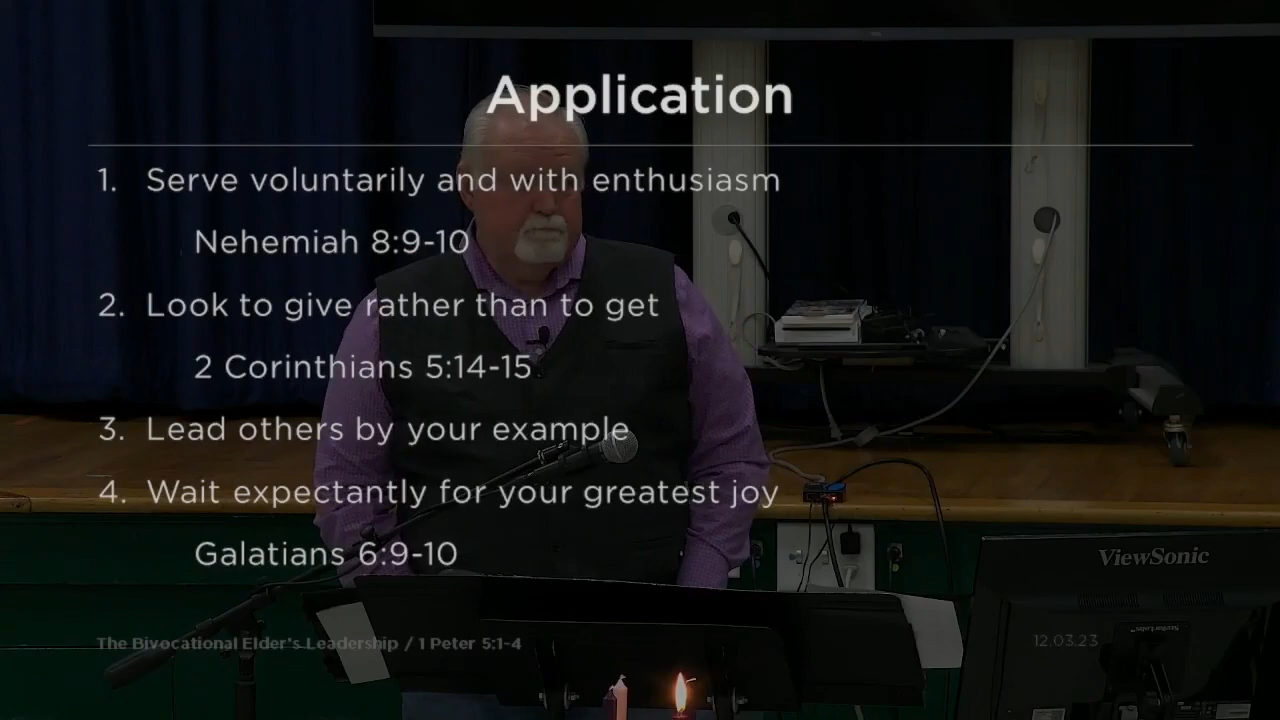 Application
1. Serve voluntarily and with enthusiasm
Nehemiah 8:9-10
2. Look to give rather than to get
2 Corinthians 5:14-15
3. Lead others by your example
4. Wait expectantly for your greatest joy
Galatians 6:9-10
ViewSonic
The Bivocational Elder's Leadership / 1 Peter 5:1-4
12.03.23